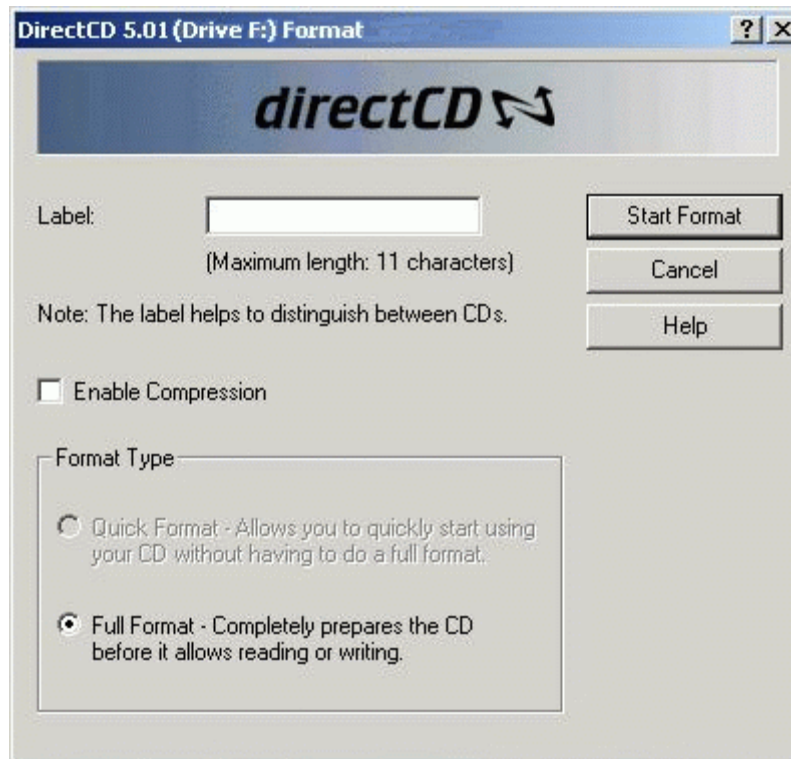 DirectCD 5.01 (Drive F:) Format
directCD
Label:
Start Format
(Maximum length: 11 characters)
Cancel
Note: The label helps to distinguish between CDs.
Help
Enable Compression
Format Type
Quick Format - Allows you to quickly start using
your CD without having to do a full format.
Full Format - Completely prepares the CD
before it allows reading or writing.